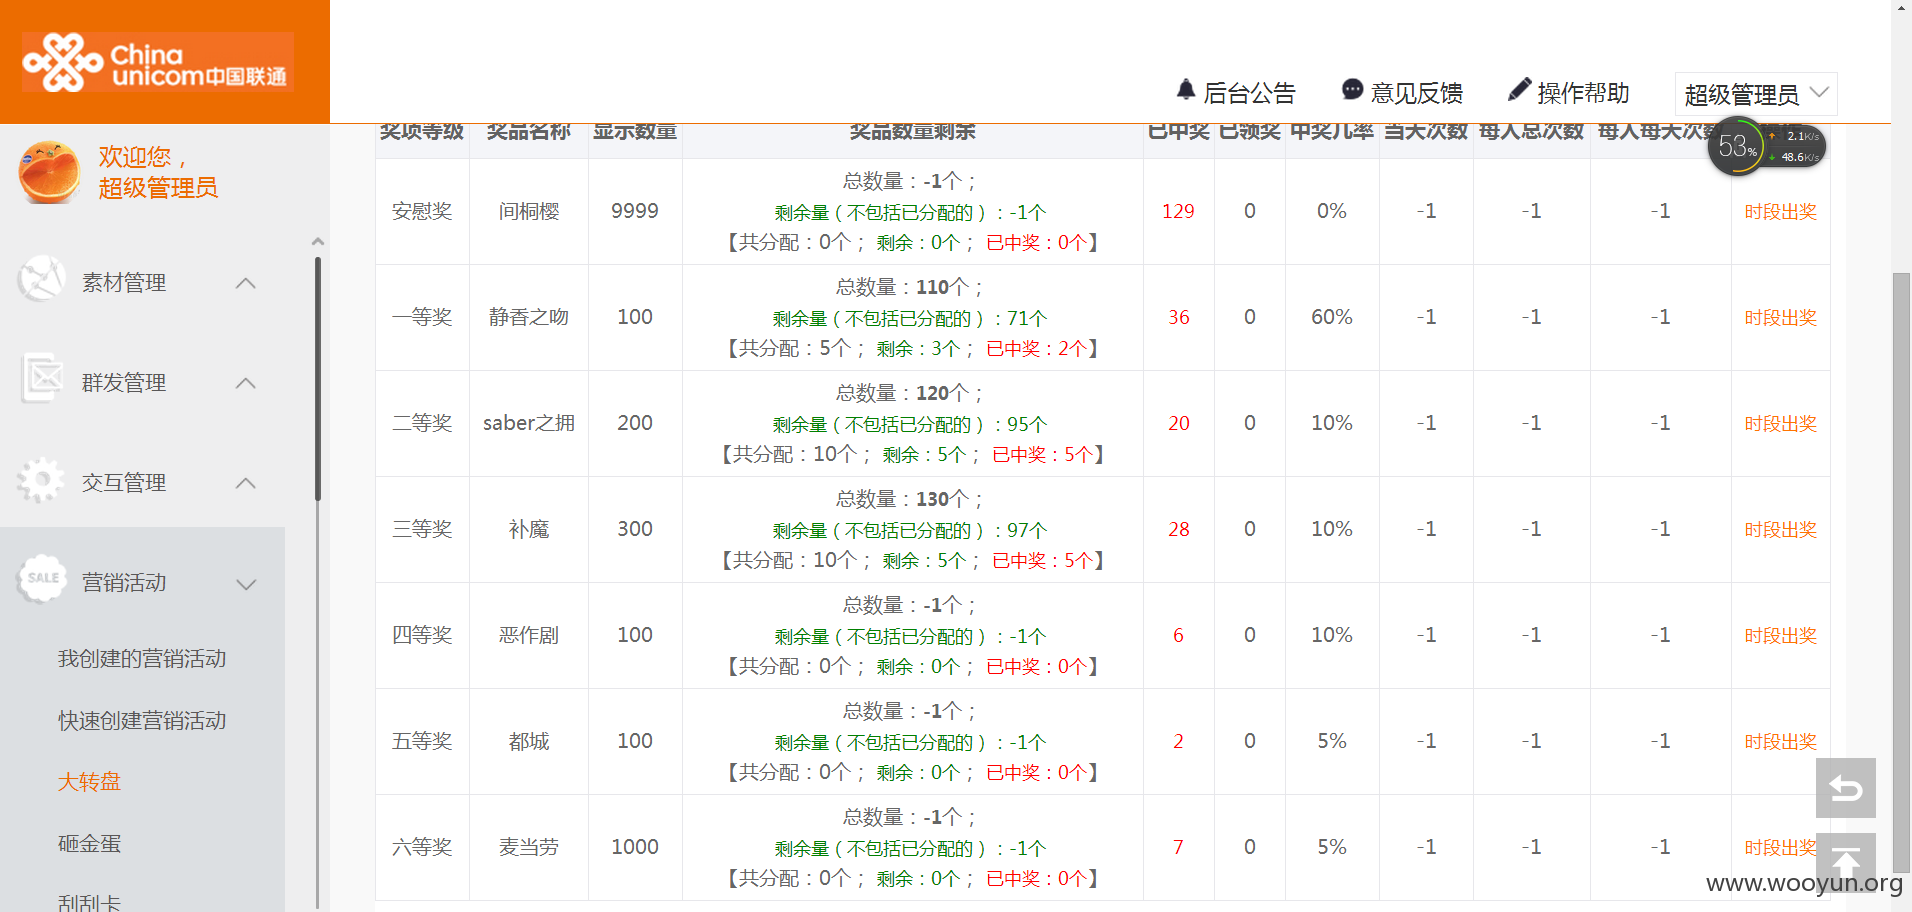 China
unicom中国联通
后台公告
意见反馈
操作帮助
超级管理员
欢迎您，
超级管理员
素材管理
群发管理
交互管理
SALE
营销活动
我创建的营销活动
快速创建营销活动
大转盘
砸金蛋
刮刮卡
奖项等级 奖品名称 显示数量 奖品数量剩余 已中奖 已领奖 中奖几率 当天次数 每人总次数 每人每天次数
53%
2.1K/s
48.6K/s
总数量：-1个；
安慰奖 间桐樱 9999 剩余量（不包括已分配的）：-1个 129 0 0% -1 -1 -1 时段出奖
【共分配：0个； 剩余：0个； 已中奖：0个】
总数量：110个；
一等奖 静香之吻 100 剩余量（不包括已分配的）：71个 36 0 60% -1 -1 -1 时段出奖
【共分配：5个； 剩余：3个； 已中奖：2个】
总数量：120个；
二等奖 saber之拥 200 剩余量（不包括已分配的）：95个 20 0 10% -1 -1 -1 时段出奖
【共分配：10个； 剩余：5个； 已中奖：5个】
总数量：130个；
三等奖 补魔 300 剩余量（不包括已分配的）：97个 28 0 10% -1 -1 -1 时段出奖
【共分配：10个； 剩余：5个； 已中奖：5个】
总数量：-1个；
四等奖 恶作剧 100 剩余量（不包括已分配的）：-1个 6 0 10% -1 -1 -1 时段出奖
【共分配：0个； 剩余：0个； 已中奖：0个】
总数量：-1个；
五等奖 都城 100 剩余量（不包括已分配的）：-1个 2 0 5% -1 -1 -1 时段出奖
【共分配：0个； 剩余：0个； 已中奖：0个】
总数量：-1个；
六等奖 麦当劳 1000 剩余量（不包括已分配的）：-1个 7 0 5% -1 -1 -1 时段出奖
【共分配：0个； 剩余：0个； 已中奖：0个】
www.wooyun.org